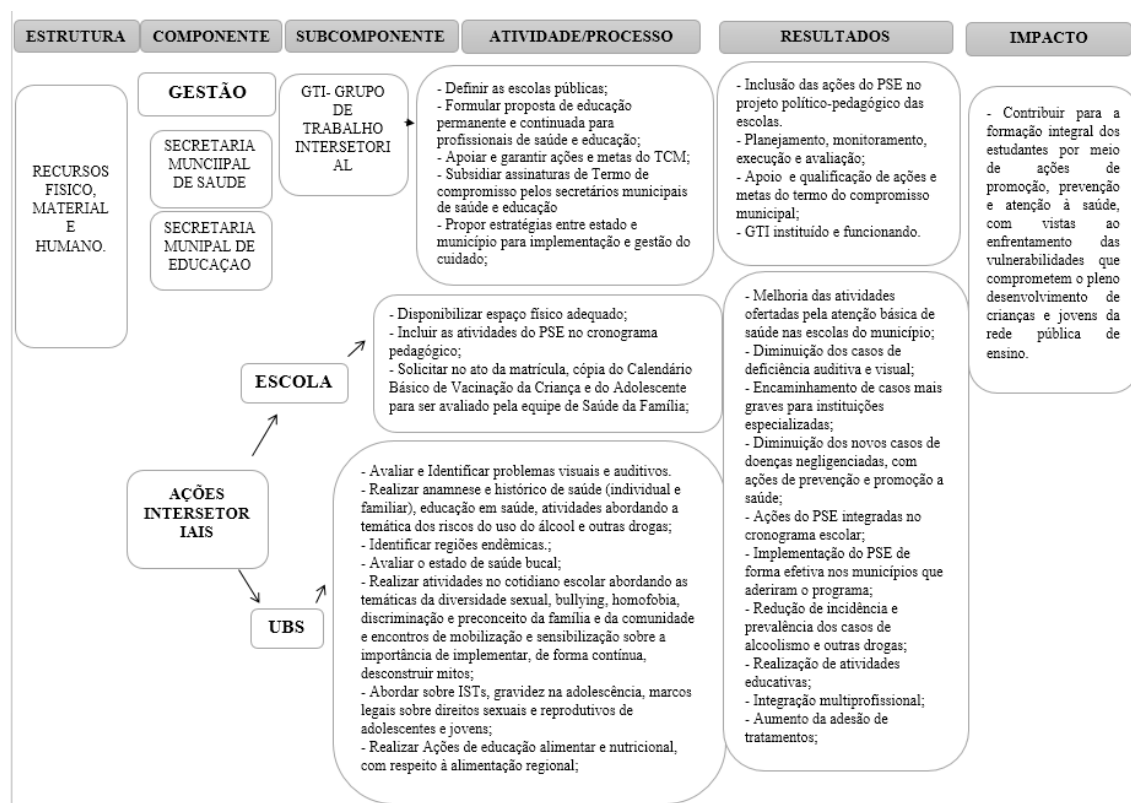 ESTRUTURA
COMPONENTE
SUBCOMPONENTE
ATIVIDADE/PROCESSO
RESULTADOS
IMPACTO
RECURSOS
FISICO,
MATERIAL
E
HUMANO.
GESTÃO
SECRETARIA
MUNCIIPAL
DE SAUDE
SECRETARIA
MUNIPAL DE
EDUCAÇAO
GTI- GRUPO
DE
TRABALHO
INTERSETORI
AL
- Definir as escolas públicas;
- Formular proposta de educação
permanente e continuada para
profissionais de saúde e educação;
- Apoiar e garantir ações e metas do TCM;
- Subsidiar assinaturas de Termo de
compromisso pelos secretários municipais
de saúde e educação
- Propor estratégias entre estado e
município para implementação e gestão do
cuidado;
- Inclusão das ações do PSE no
projeto político-pedagógico das
escolas.
- Planejamento, monitoramento,
execução e avaliação;
- Apoio e qualificação de ações e
metas do termo do compromisso
municipal;
- GTI instituído e funcionando.
- Contribuir para a
formação integral dos
estudantes por meio
de ações de
promoção, prevenção
e atenção à saúde,
com vistas ao
enfrentamento das
vulnerabilidades que
comprometem o pleno
desenvolvimento de
crianças e jovens da
rede pública de
ensino.
AÇÕES
INTERSETOR
IAIS
ESCOLA
- Disponibilizar espaço físico adequado;
- Incluir as atividades do PSE no cronograma
pedagógico;
- Solicitar no ato da matrícula, cópia do Calendário
Básico de Vacinação da Criança e do Adolescente
para ser avaliado pela equipe de Saúde da Família;
UBS
- Avaliar e Identificar problemas visuais e auditivos.
- Realizar anamnese e histórico de saúde (individual e
familiar), educação em saúde, atividades abordando a
temática dos riscos do uso do álcool e outras drogas;
- Identificar regiões endêmicas.;
- Avaliar o estado de saúde bucal;
- Realizar atividades no cotidiano escolar abordando as
temáticas da diversidade sexual, bullying, homofobia,
discriminação e preconceito da família e da comunidade
e encontros de mobilização e sensibilização sobre a
importância de implementar, de forma contínua,
desconstruir mitos;
- Abordar sobre ISTs, gravidez na adolescência, marcos
legais sobre direitos sexuais e reprodutivos de
adolescentes e jovens;
- Realizar Ações de educação alimentar e nutricional,
com respeito à alimentação regional;
- Melhoria das atividades
ofertadas pela atenção básica de
saúde nas escolas do município;
- Diminuição dos casos de
deficiência auditiva e visual;
- Encaminhamento de casos mais
graves para instituições
especializadas;
- Diminuição dos novos casos de
doenças negligenciadas, com
ações de prevenção e promoção a
saúde;
- Ações do PSE integradas no
cronograma escolar;
- Implementação do PSE de
forma efetiva nos municípios que
aderiram o programa;
- Redução de incidência e
prevalência dos casos de
alcoolismo e outras drogas;
- Realização de atividades
educativas;
- Integração multiprofissional;
- Aumento da adesão de
tratamentos;